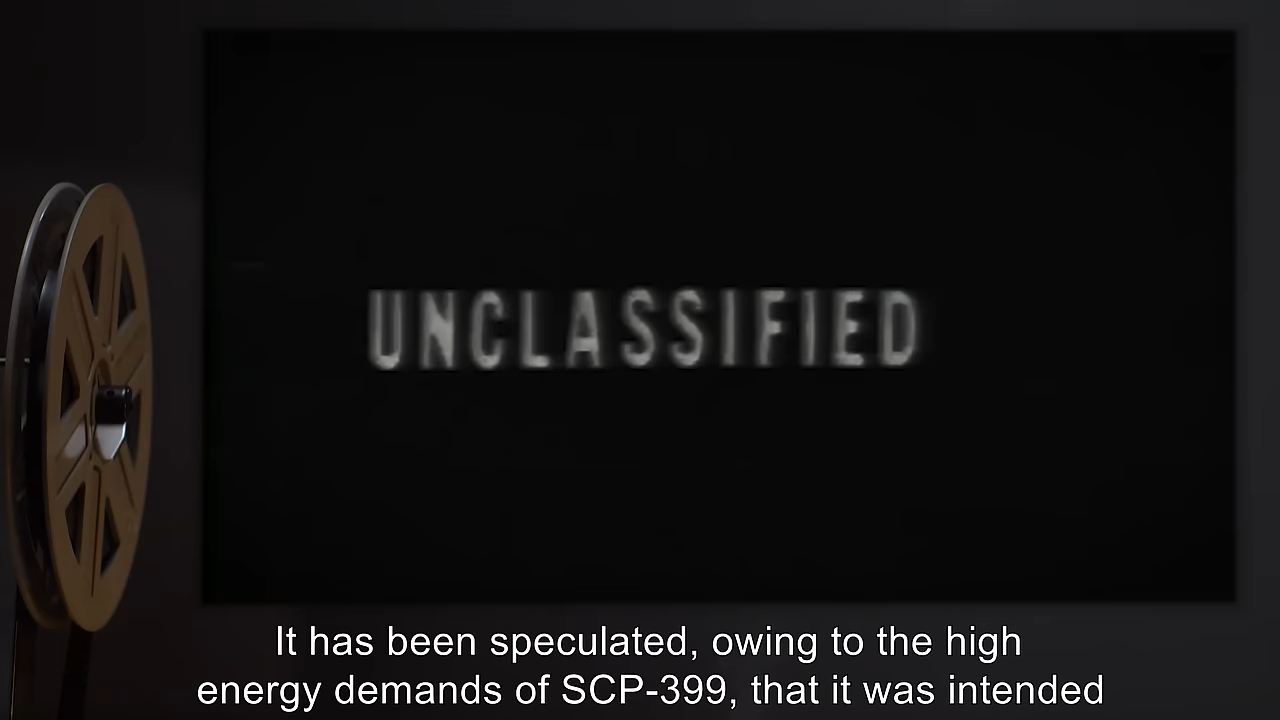 UNCLASSIFIED
It has been speculated, owing to the high
energy demands of SCP-399, that it was intended